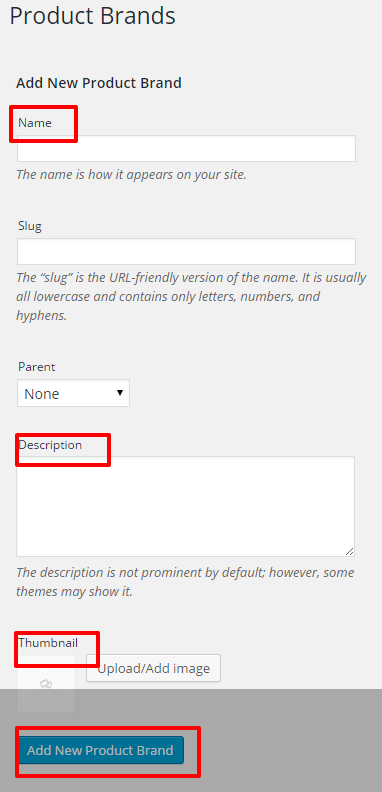 Product Brands
Add New Product Brand
Name
The name is how it appears on your site.
Slug
The “slug” is the URL-friendly version of the name. It is usually
all lowercase and contains only letters, numbers, and
hyphens.
Parent
None
Description
The description is not prominent by default; however, some
themes may show it.
Thumbnail
Upload/Add image
Add New Product Brand